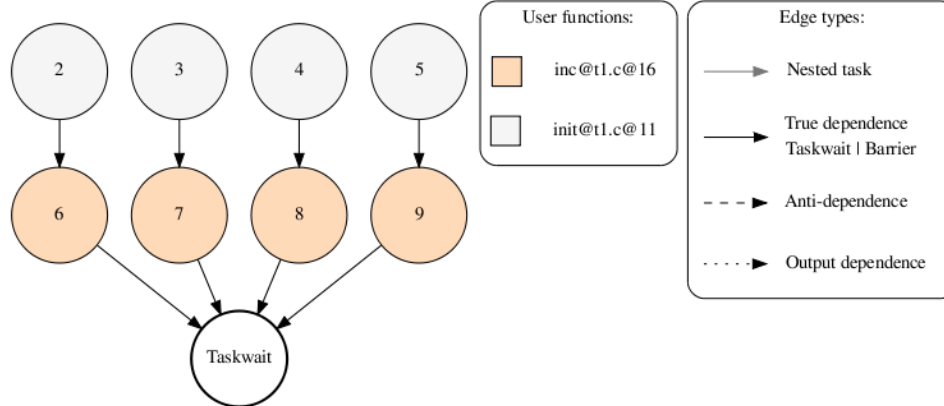 2
3
4
5
6
7
8
9
Taskwait
User functions:
inc@t1.c@16
init@t1.c@11
Edge types:
Nested task
True dependence
Taskwait | Barrier
Anti-dependence
Output dependence